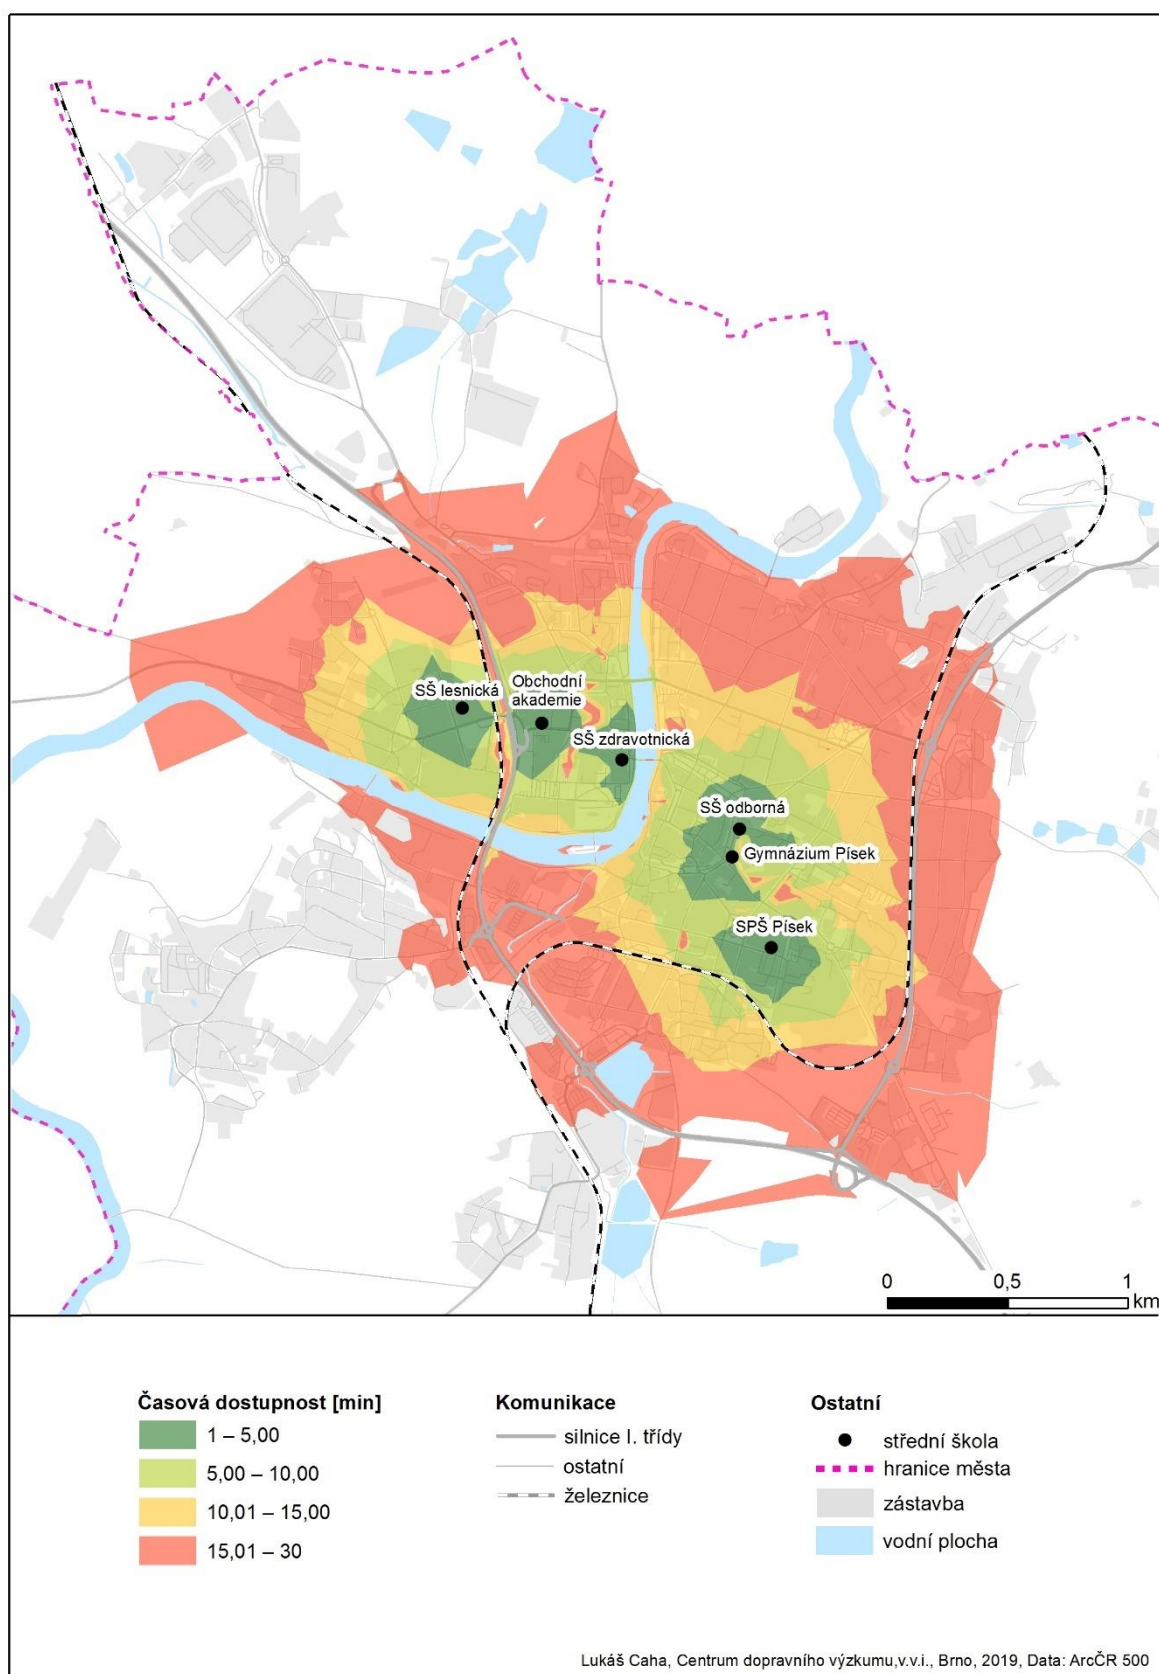 Obchodní
akademie
SŠ lesnická
SŠ zdravotnická
SŠ odborná
Gymnázium Písek
SPŠ Písek
0 0,5 1
km
Časová dostupnost [min]
1 – 5,00
5,00 – 10,00
10,01 – 15,00
15,01 – 30
Komunikace
silnice I. třídy
ostatní
železnice
Ostatní
střední škola
hranice města
zástavba
vodní plocha
Lukáš Caha, Centrum dopravního výzkumu,v.v.i., Brno, 2019, Data: ArcČR 500